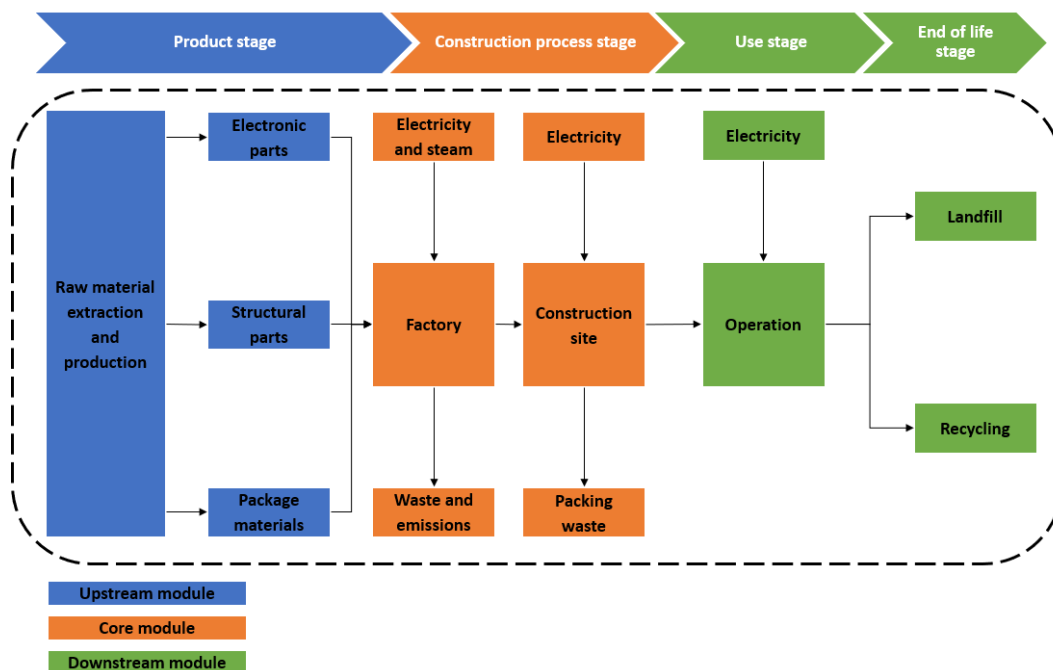 Product stage
Construction process stage
Use stage
End of life
stage
Electronic
parts
Electricity
and steam
Electricity
Electricity
Landfill
Raw material
extraction
and
production
Structural
parts
Factory
Construction
site
Operation
Recycling
Package
materials
Waste and
emissions
Packing
waste
Upstream module
Core module
Downstream module